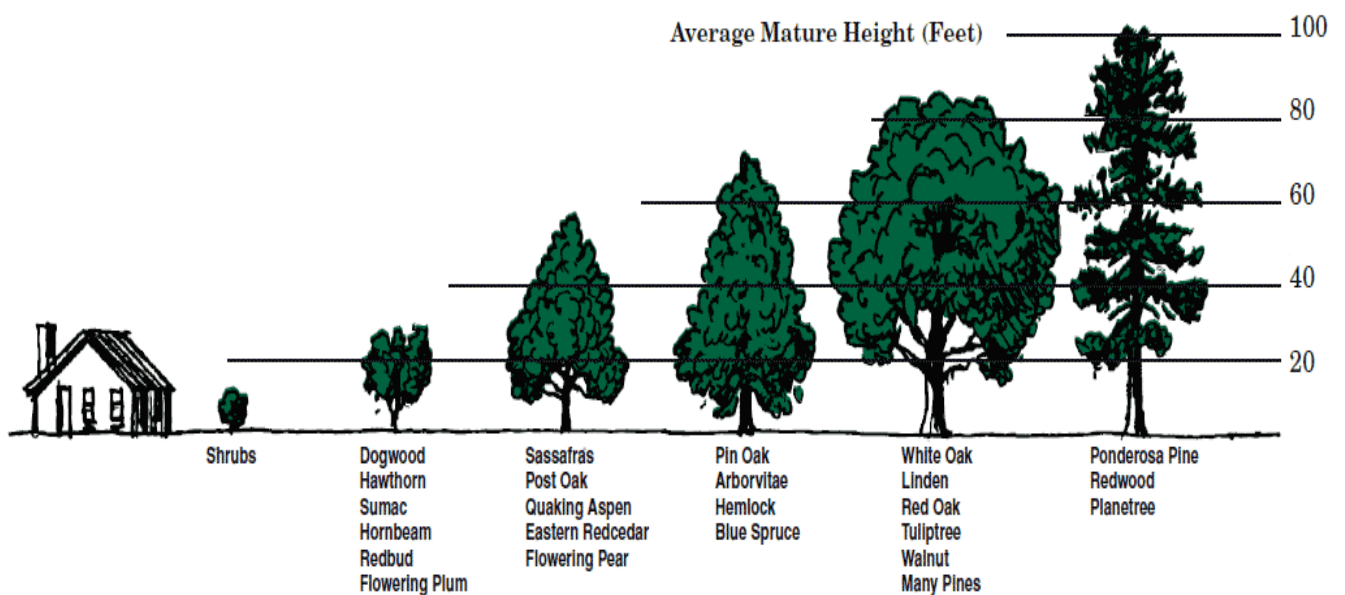 Average Mature Height (Feet)
100
80
60
40
20
Shrubs
Dogwood
Hawthorn
Sumac
Hornbeam
Redbud
Flowering Plum
Sassafras
Post Oak
Quaking Aspen
Eastern Redcedar
Flowering Pear
Pin Oak
Arborvitae
Hemlock
Blue Spruce
White Oak
Linden
Red Oak
Tuliptree
Walnut
Many Pines
Ponderosa Pine
Redwood
Planetree